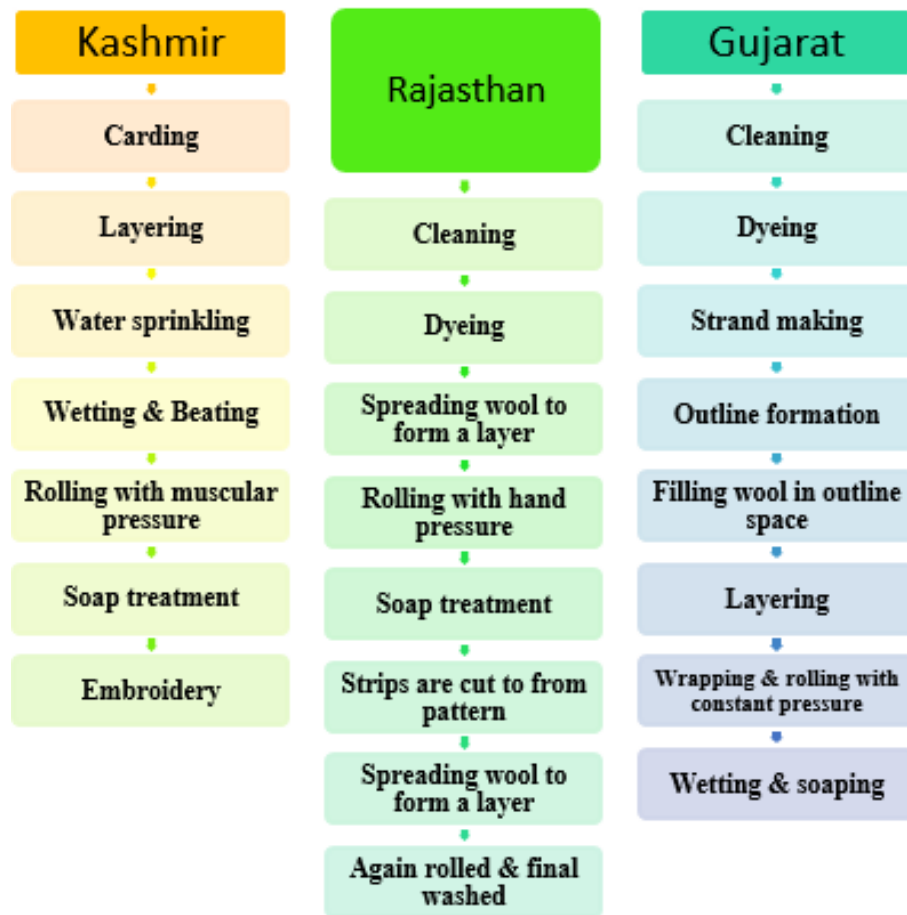 Kashmir
Carding
Layering
Water sprinkling
Wetting & Beating
Rolling with muscular
pressure
Soap treatment
Embroidery
Rajasthan
Cleaning
Dyeing
Spreading wool to
form a layer
Rolling with hand
pressure
Soap treatment
Strips are cut to from
pattern
Spreading wool to
form a layer
Again rolled & final
washed
Gujarat
Cleaning
Dyeing
Strand making
Outline formation
Filling wool in outline
space
Layering
Wrapping & rolling with
constant pressure
Wetting & soaping